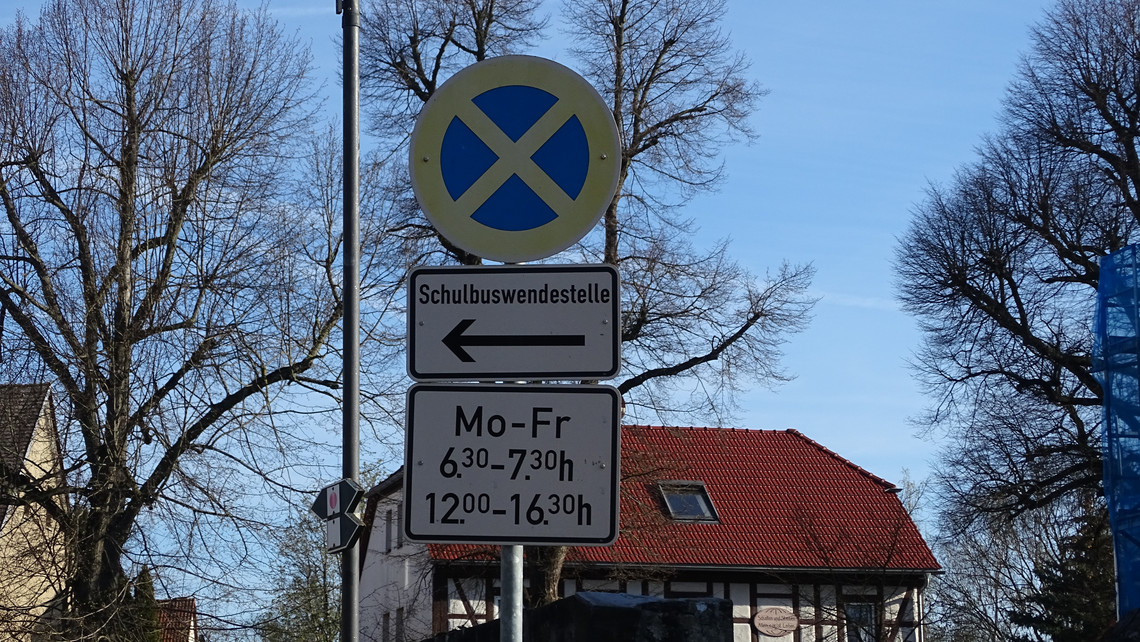 Schulbuswendestelle
Mo-Fr
6.30-7.30h
12.00-16.30h